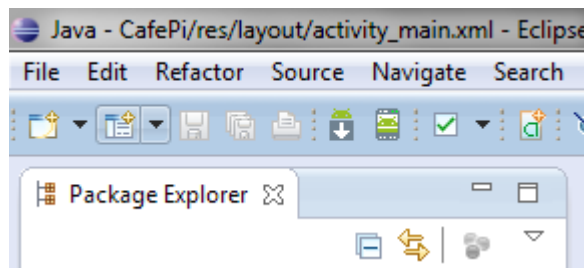 Java - CafePi/res/layout/activity_main.xml - Eclipse
File Edit Refactor Source Navigate Search
Package Explorer